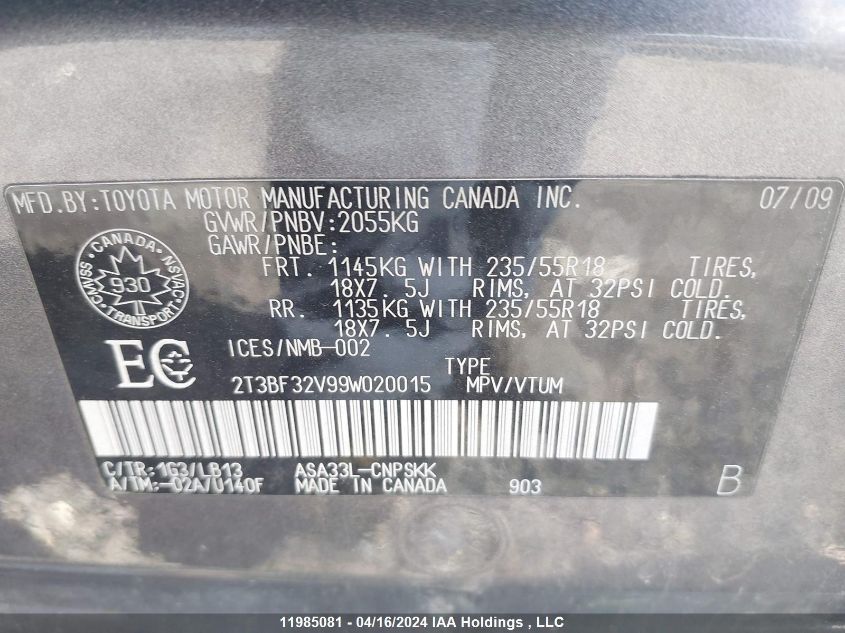 MFD.BY:TOYOTA MOTOR MANUFACTURING CANADA INC. 07/09
GVWR/PNBV:2055KG
GAWR/PNBE:
FRT. 1145KG WITH 235/55R18 TIRES,
18X7. 5J RIMS, AT 32PSI COLD.
RR. 1135KG WITH 235/55R18 TIRES,
18X7. 5J RIMS, AT 32PSI COLD.
CANADA
CMVSS 930 NSVAC
TRANSPORT
EC ICES/NMB-002
TYPE
2T3BF32V99W020015 MPV/VTUM
C/TR:1G3/LB13 ASA33L-CNPSKK
A/TM:-02A/U140F MADE IN CANADA 903 B
11985081 - 04/16/2024 IAA Holdings , LLC